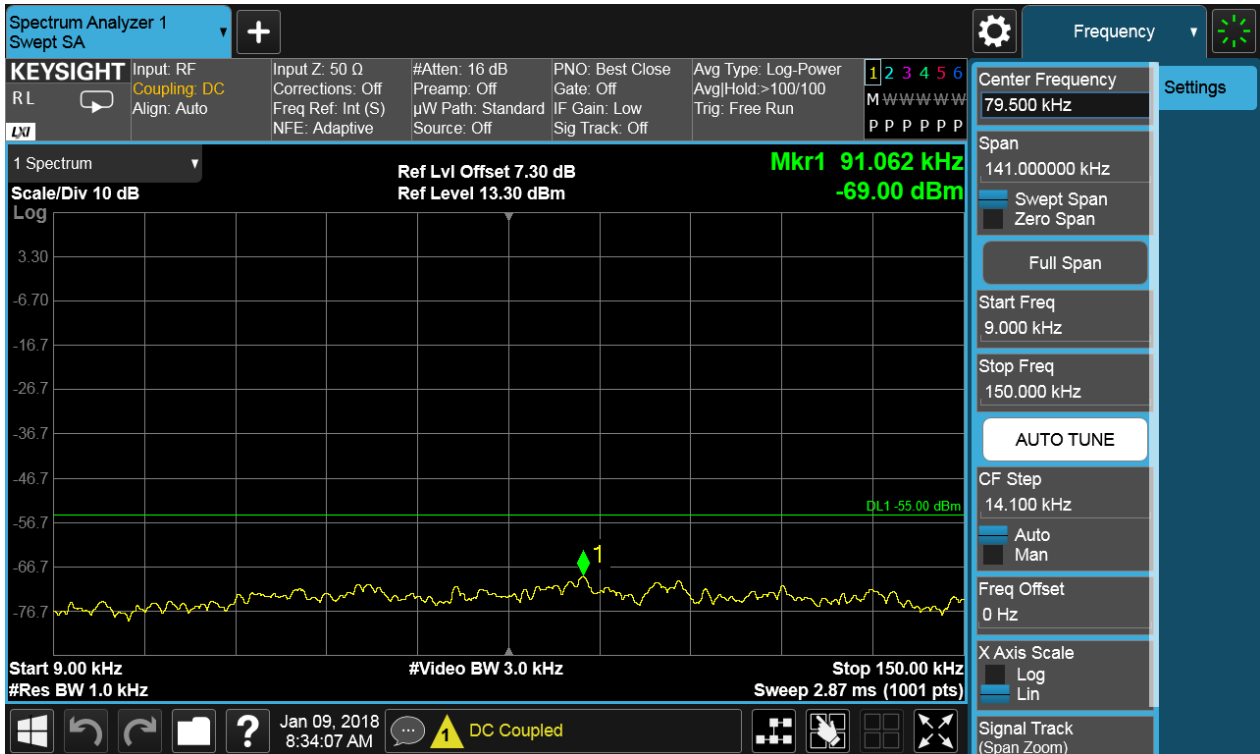 Spectrum Analyzer 1
Swept SA
Frequency
KEYSIGHT
R L
LXI
Input: RF
Coupling: DC
Align: Auto
Input Z: 50 Ω
Corrections: Off
Freq Ref: Int (S)
NFE: Adaptive
#Atten: 16 dB
Preamp: Off
µW Path: Standard
Source: Off
PNO: Best Close
Gate: Off
IF Gain: Low
Sig Track: Off
Avg Type: Log-Power
Avg|Hold:>100/100
Trig: Free Run
1 2 3 4 5 6
M W W W W W
P P P P P P
1 Spectrum
Scale/Div 10 dB
Log
Ref Lvl Offset 7.30 dB
Ref Level 13.30 dBm
Mkr1 91.062 kHz
-69.00 dBm
3.30
-6.70
-16.7
-26.7
-36.7
-46.7
-56.7
-66.7
-76.7
DL1 -55.00 dBm
1
Start 9.00 kHz
#Res BW 1.0 kHz
#Video BW 3.0 kHz
Stop 150.00 kHz
Sweep 2.87 ms (1001 pts)
Center Frequency
79.500 kHz
Span
141.000000 kHz
Swept Span
Zero Span
Full Span
Start Freq
9.000 kHz
Stop Freq
150.000 kHz
AUTO TUNE
CF Step
14.100 kHz
Auto
Man
Freq Offset
0 Hz
X Axis Scale
Log
Lin
Signal Track
(Span Zoom)
Settings
?
Jan 09, 2018
8:34:07 AM
1
DC Coupled